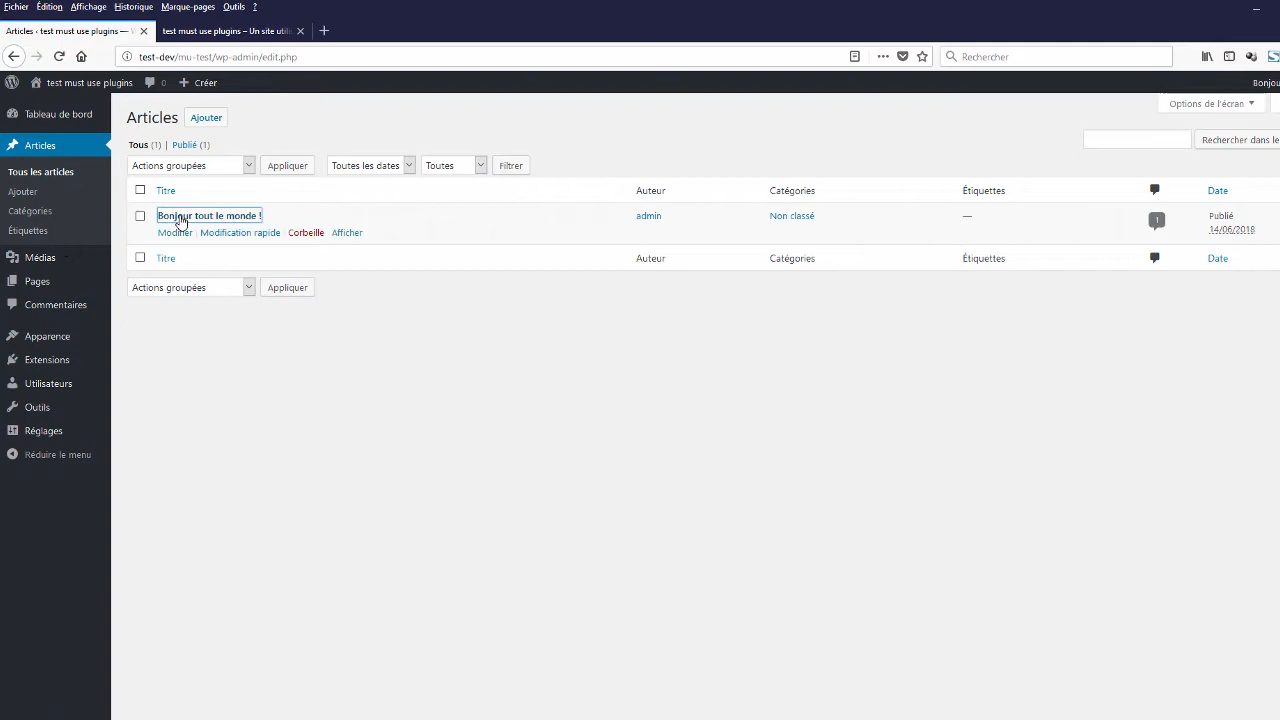 Fichier Édition Affichage Historique Marque-pages Outils ?
Articles ‹ test must use plugins —
test must use plugins – Un site utili
test-dev/mu-test/wp-admin/edit.php
Rechercher
test must use plugins 0 Créer
Bonjou
Tableau de bord
Articles
Tous les articles
Ajouter
Catégories
Étiquettes
Médias
Pages
Commentaires
Apparence
Extensions
Utilisateurs
Outils
Réglages
Réduire le menu
Options de l'écran
Articles Ajouter
Tous (1) | Publié (1)
Rechercher dans le
Actions groupées Appliquer Toutes les dates Toutes Filtrer
Titre Auteur Catégories Étiquettes Date
Bonjour tout le monde ! admin Non classé — 1 Publié
14/06/2018
Modifier | Modification rapide | Corbeille | Afficher
Titre Auteur Catégories Étiquettes Date
Actions groupées Appliquer